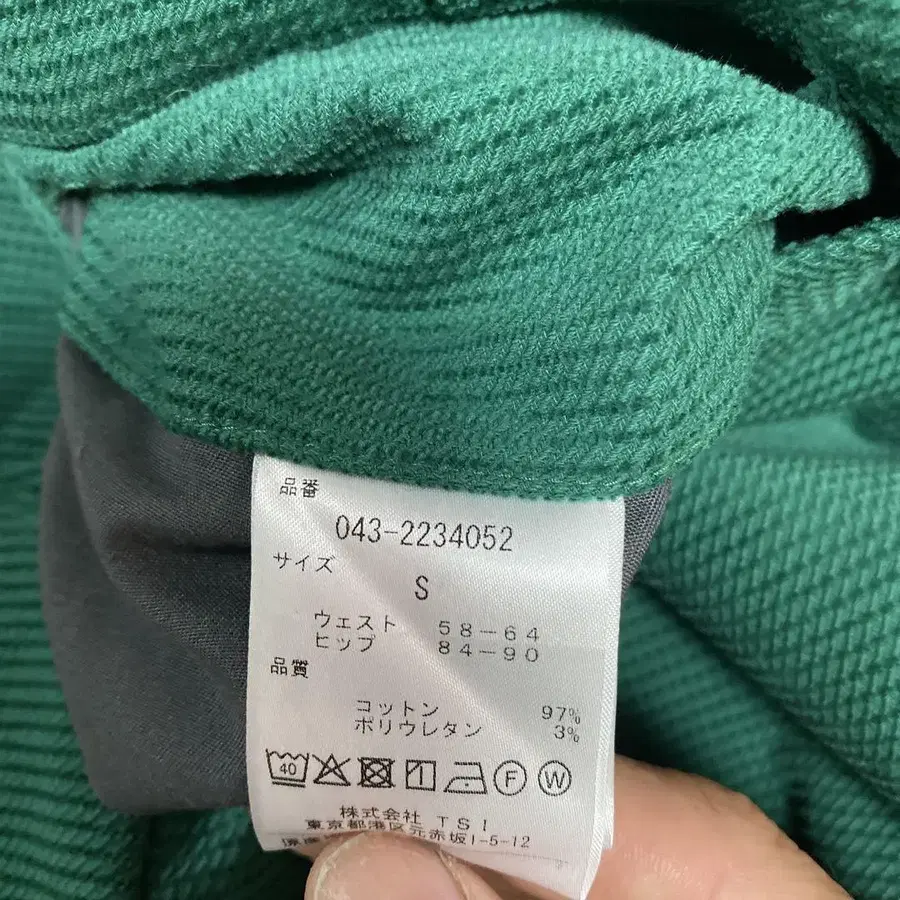 品番
043-2234052
サイズ
S
ウェスト 58-64
ヒップ 84-90
品質
コットン 97%
ポリウレタン 3%
40 F W
株式会社 TSI
東京都港区元赤坂1-5-12